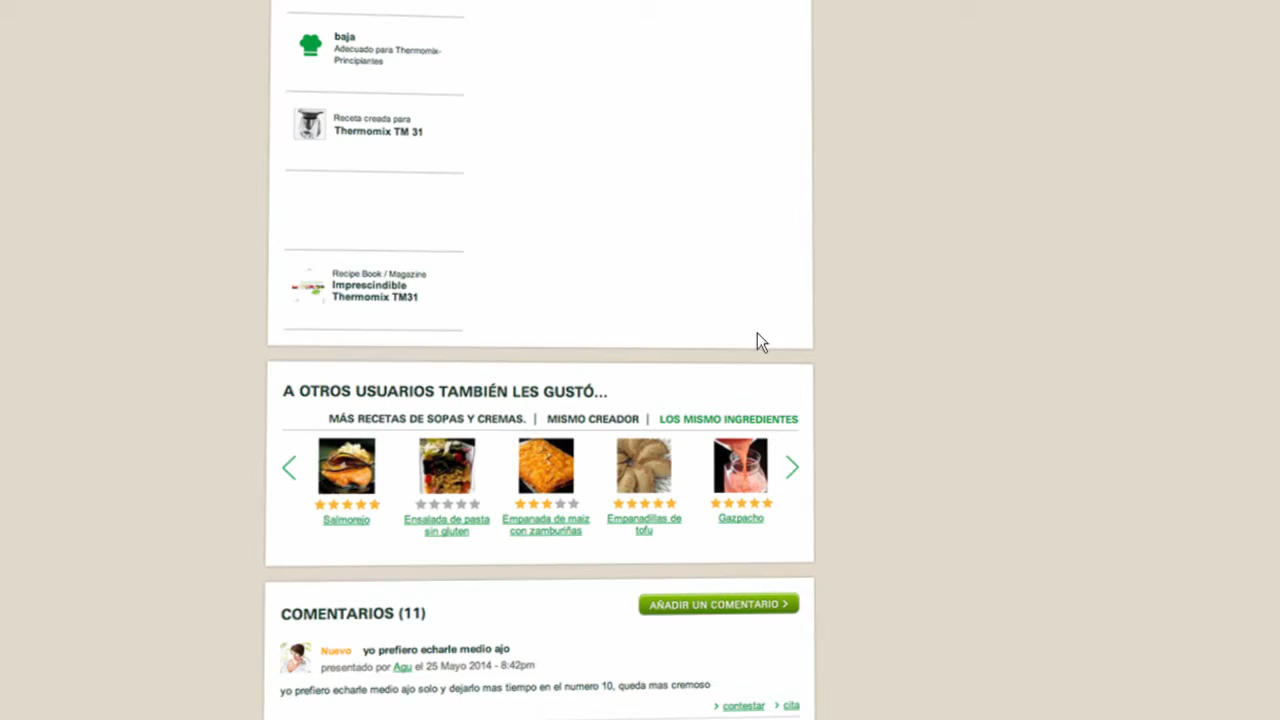 baja
Adecuado para Thermomix-
Principiantes
Receta creada para
Thermomix TM 31
Recipe Book / Magazine
Imprescindible
Thermomix TM31
A OTROS USUARIOS TAMBIÉN LES GUSTÓ...
MÁS RECETAS DE SOPAS Y CREMAS. | MISMO CREADOR | LOS MISMO INGREDIENTES
Salmorejo
Ensalada de pasta
sin gluten
Empanada de maiz
con zamburiñas
Empanadillas de
tofu
Gazpacho
COMENTARIOS (11)
AÑADIR UN COMENTARIO >
Nuevo yo prefiero echarle medio ajo
presentado por Agu el 25 Mayo 2014 - 8:42pm
yo prefiero echarle medio ajo solo y dejarlo mas tiempo en el numero 10, queda mas cremoso
> contestar > cita